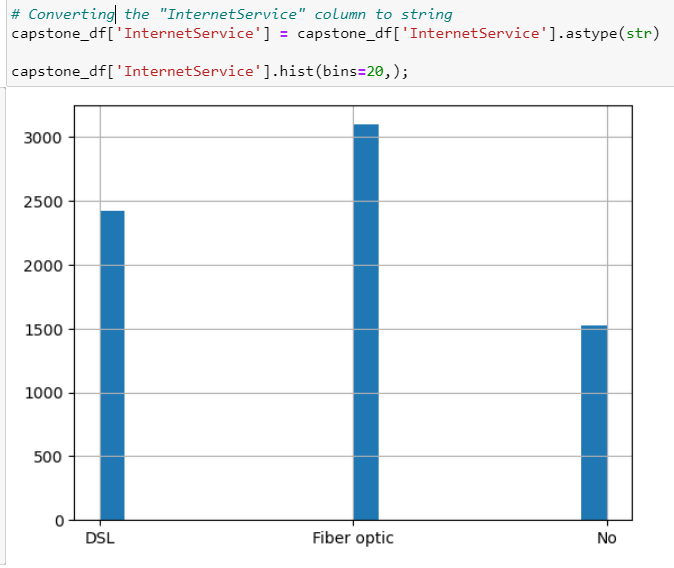 # Converting the "InternetService" column to string
capstone_df['InternetService'] = capstone_df['InternetService'].astype(str)
capstone_df['InternetService'].hist(bins=20,);
3000
2500
2000
1500
1000
500
0
DSL Fiber optic No